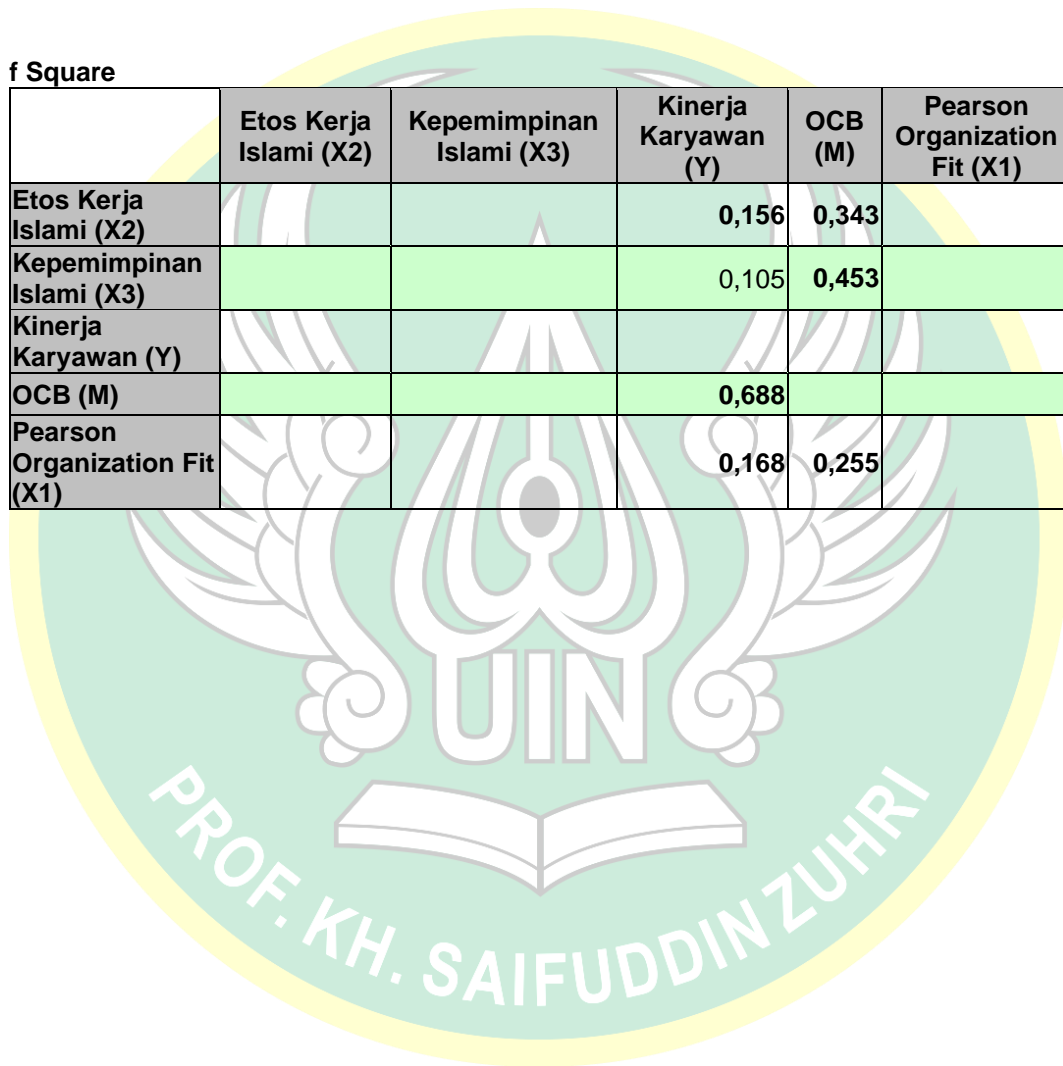 f Square
Etos Kerja Islami (X2) Kepemimpinan Islami (X3) Kinerja Karyawan (Y) OCB (M) Pearson Organization Fit (X1)
Etos Kerja Islami (X2) 0,156 0,343
Kepemimpinan Islami (X3) 0,105 0,453
Kinerja Karyawan (Y)
OCB (M) 0,688
Pearson Organization Fit (X1) 0,168 0,255
UIN
PROF. KH. SAIFUDDIN ZUHRI